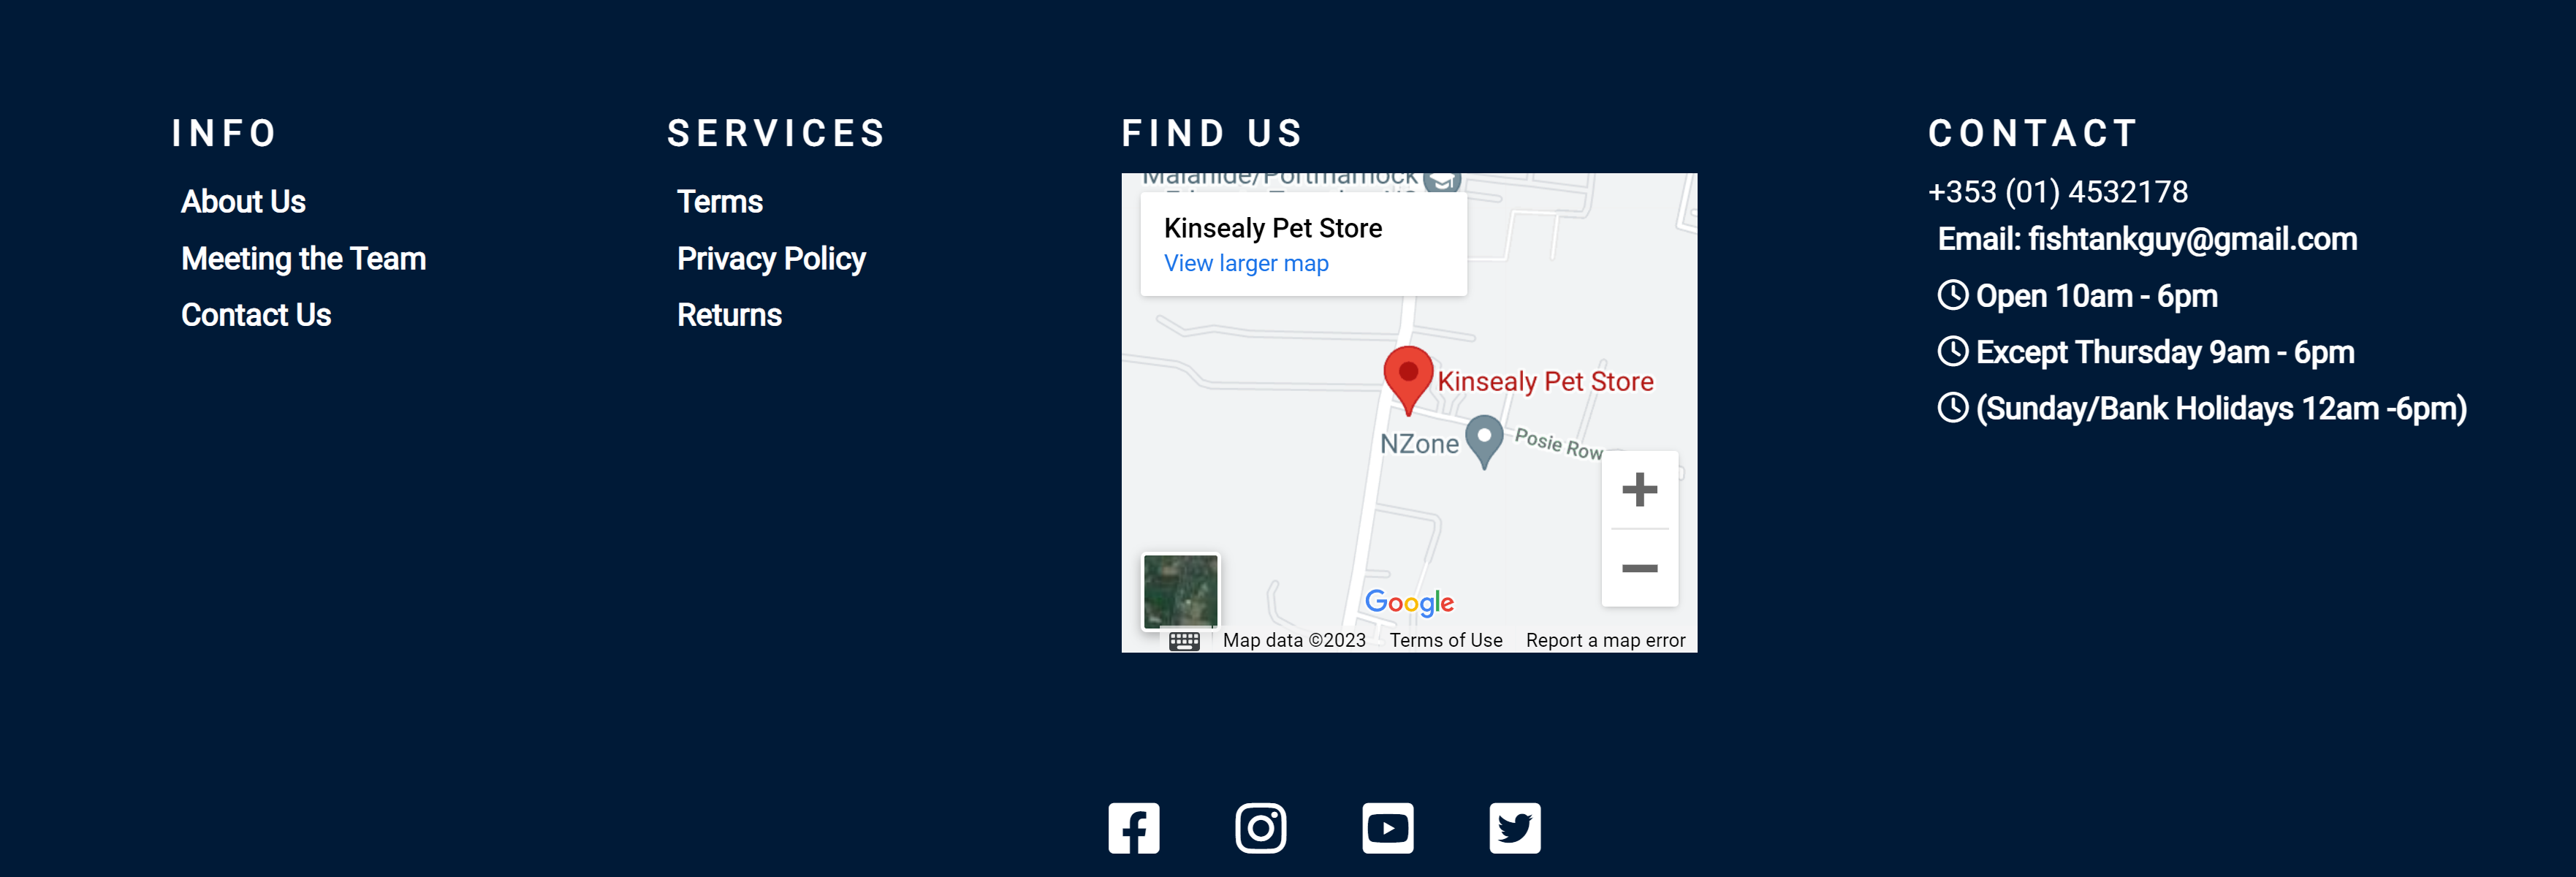 INFO
About Us
Meeting the Team
Contact Us
SERVICES
Terms
Privacy Policy
Returns
FIND US
Malahide/Portmarnock
Kinsealy Pet Store
View larger map
Kinsealy Pet Store
NZone
Posie Row
Google
Map data ©2023
Terms of Use
Report a map error
CONTACT
+353 (01) 4532178
Email: fishtankguy@gmail.com
Open 10am - 6pm
Except Thursday 9am - 6pm
(Sunday/Bank Holidays 12am -6pm)